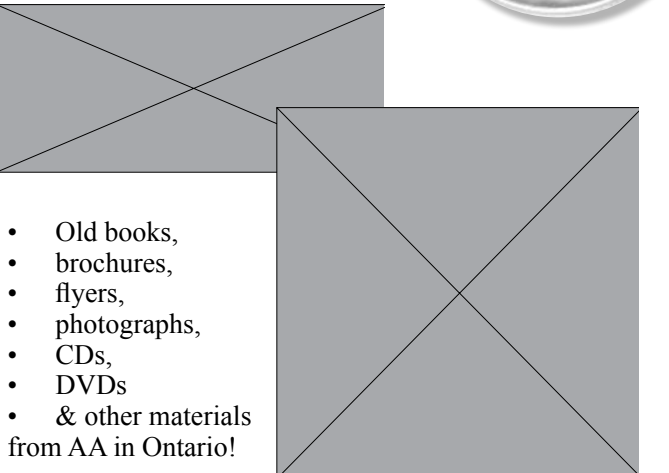 • Old books,
• brochures,
• flyers,
• photographs,
• CDs,
• DVDs
• & other materials
from AA in Ontario!